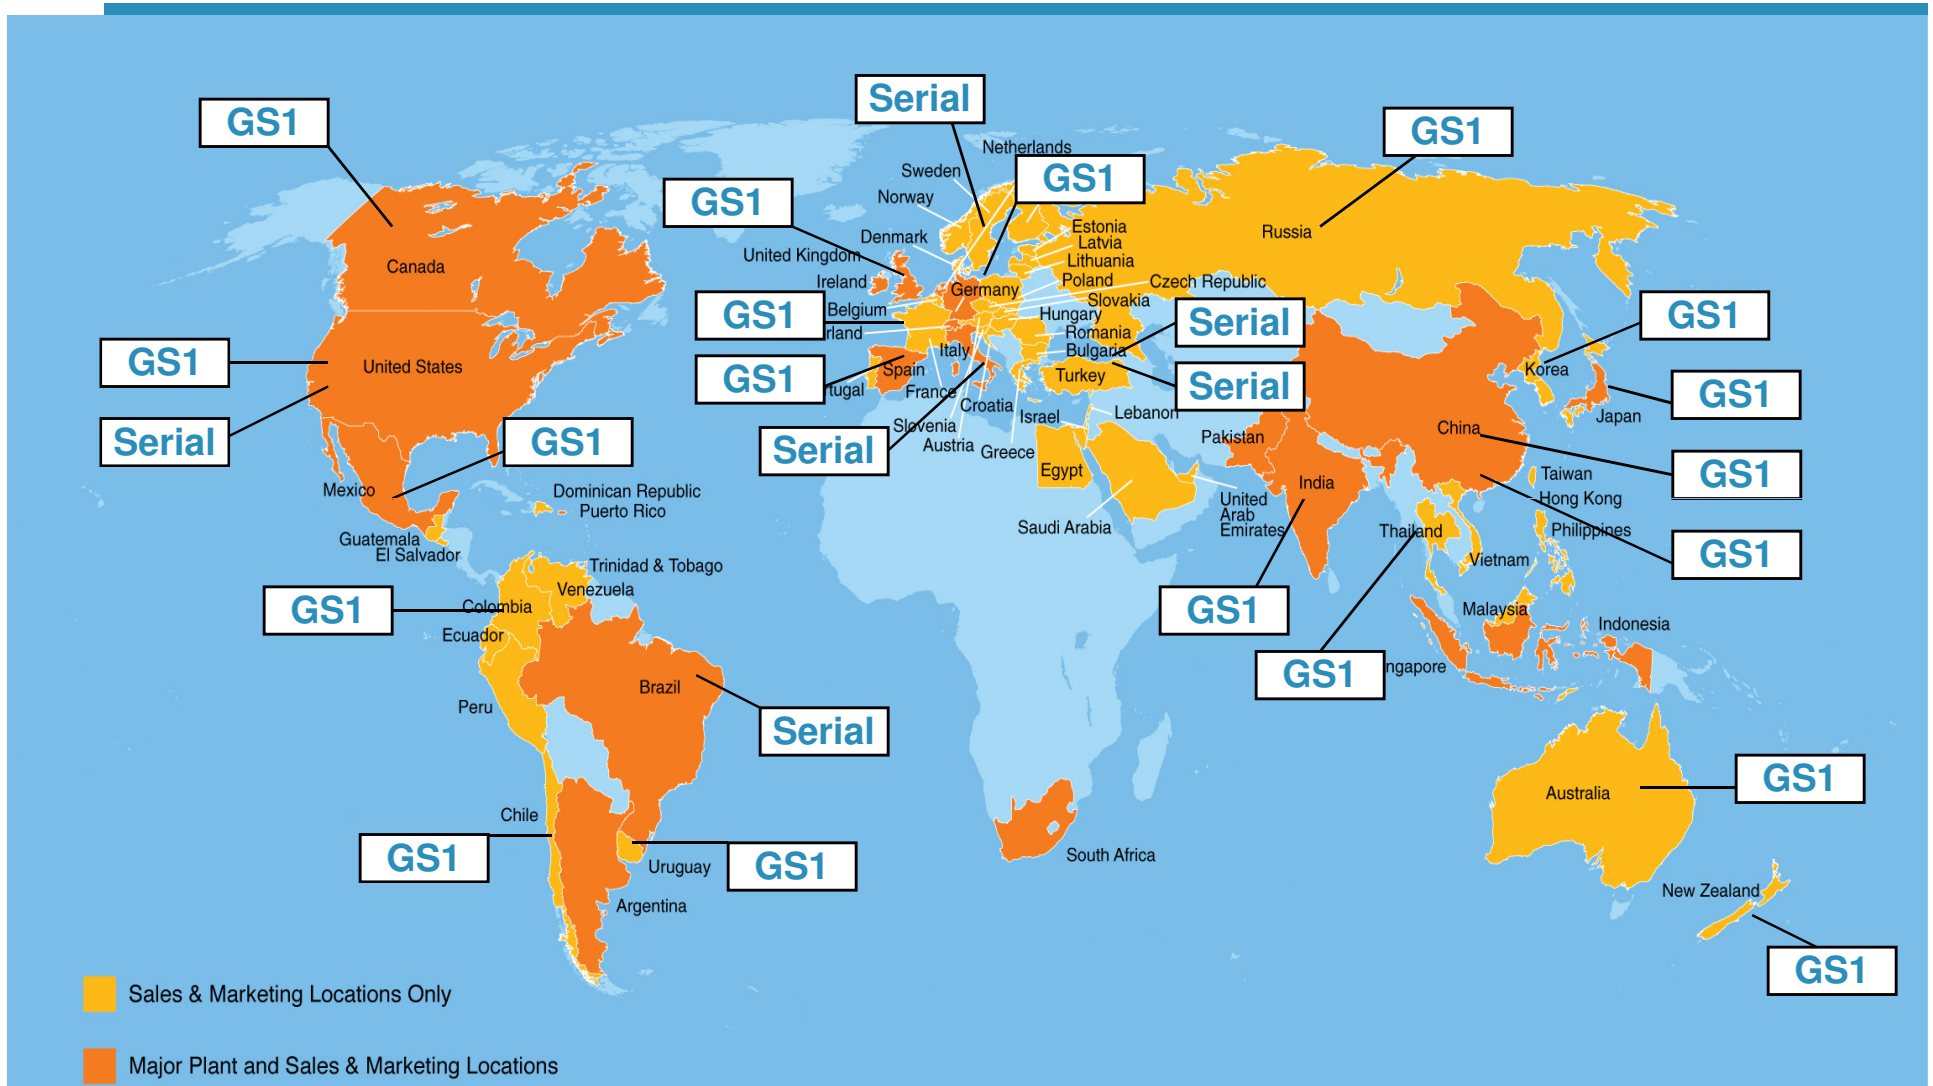 Serial
GS1
GS1
Netherlands
GS1
Sweden
GS1
Norway
Estonia
Russia
Denmark
Latvia
United Kingdom
Lithuania
Canada
Ireland
Poland
Czech Republic
Germany
Slovakia
Belgium
GS1
Hungary
GS1
Serial
rland
Romania
Italy
Bulgaria
GS1
United States
Spain
Turkey
Korea
GS1
tugal
France
Serial
GS1
Croatia
Israel
Lebanon
Japan
Serial
GS1
Slovenia
Pakistan
China
Serial
Austria
Greece
Egypt
India
GS1
Taiwan
Mexico
Dominican Republic
Puerto Rico
United
Arab
Emirates
Hong Kong
Saudi Arabia
Thailand
Philippines
Guatemala
El Salvador
GS1
Trinidad & Tobago
Vietnam
Venezuela
GS1
Colombia
GS1
Malaysia
Ecuador
Indonesia
GS1
ngapore
Brazil
Peru
Serial
GS1
Australia
Chile
GS1
GS1
Uruguay
South Africa
Argentina
New Zealand
GS1
Sales & Marketing Locations Only
Major Plant and Sales & Marketing Locations